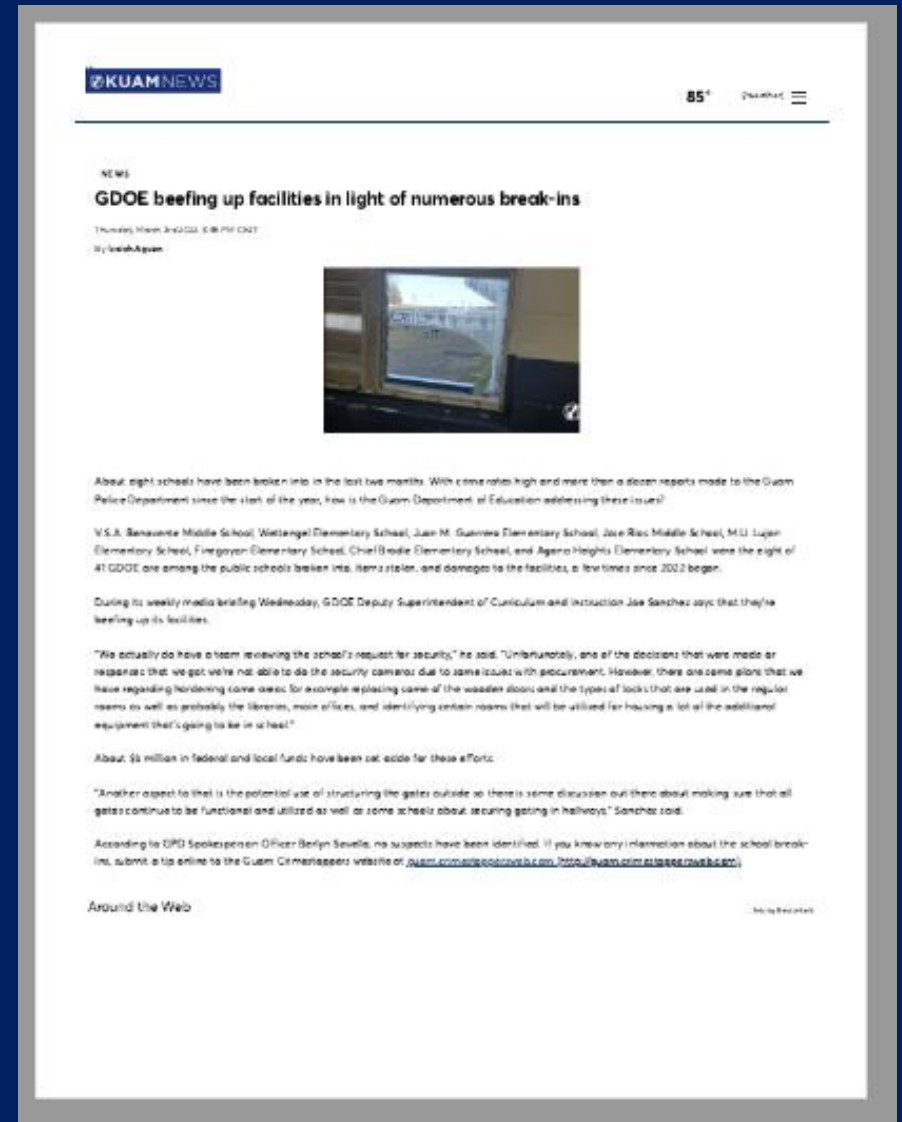 KUAMNEWS
85°
NEWS
GDOE beefing up facilities in light of numerous break-ins
By Isaiah Aguon
About eight schools have been broken into in the last two months. With crime rates high and more than a dozen reports made to the Guam
Police Department since the start of the year, how is the Guam Department of Education addressing these issues?
V.S.A. Benavente Middle School, Wettengel Elementary School, Juan M. Guerrero Elementary School, Jose Rios Middle School, M.U. Lujan
Elementary School, Finegayan Elementary School, Chief Brodie Elementary School, and Agana Heights Elementary School were the eight of
41 GDOE are among the public schools broken into, items stolen, and damages to the facilities, a few times since 2022 began.
During its weekly media briefing Wednesday, GDOE Deputy Superintendent of Curriculum and Instruction Joe Sanchez says that they're
beefing up its facilities.
"We actually do have a team reviewing the school's request for security," he said. "Unfortunately, one of the decisions that were made or
responses that we got we're not able to do the security cameras due to some issues with procurement. However, there are some plans that we
have regarding hardening some areas for example replacing some of the wooden doors and the types of locks that are used in the regular
rooms as well as probably the libraries, main offices, and identifying certain rooms that will be utilized for housing a lot of the additional
equipment that's going to be in school."
About million in federal and local funds have been set aside for these efforts.
"Another aspect to that is the potential use of structuring the gates outside so there is some discussion out there about making sure that all
gates continue to be functional and utilized as well as some schools about securing gating in hallways," Sanchez said.
According to GPD Spokesperson Officer Berlyn Savella, no suspects have been identified. If you know any information about the school break-
ins, submit a tip online to the Guam Crimestoppers website at guam.crimestoppersweb.com (http://guam.crimestoppersweb.com).
Around the Web